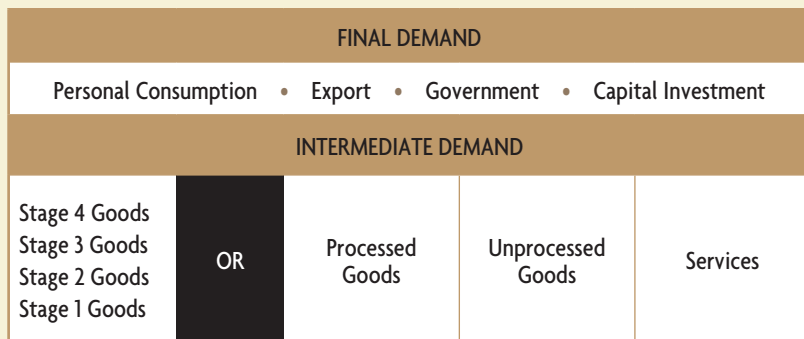 FINAL DEMAND
Personal Consumption • Export • Government • Capital Investment
INTERMEDIATE DEMAND
Stage 4 Goods
Stage 3 Goods
Stage 2 Goods
Stage 1 Goods
OR
Processed
Goods
Unprocessed
Goods
Services